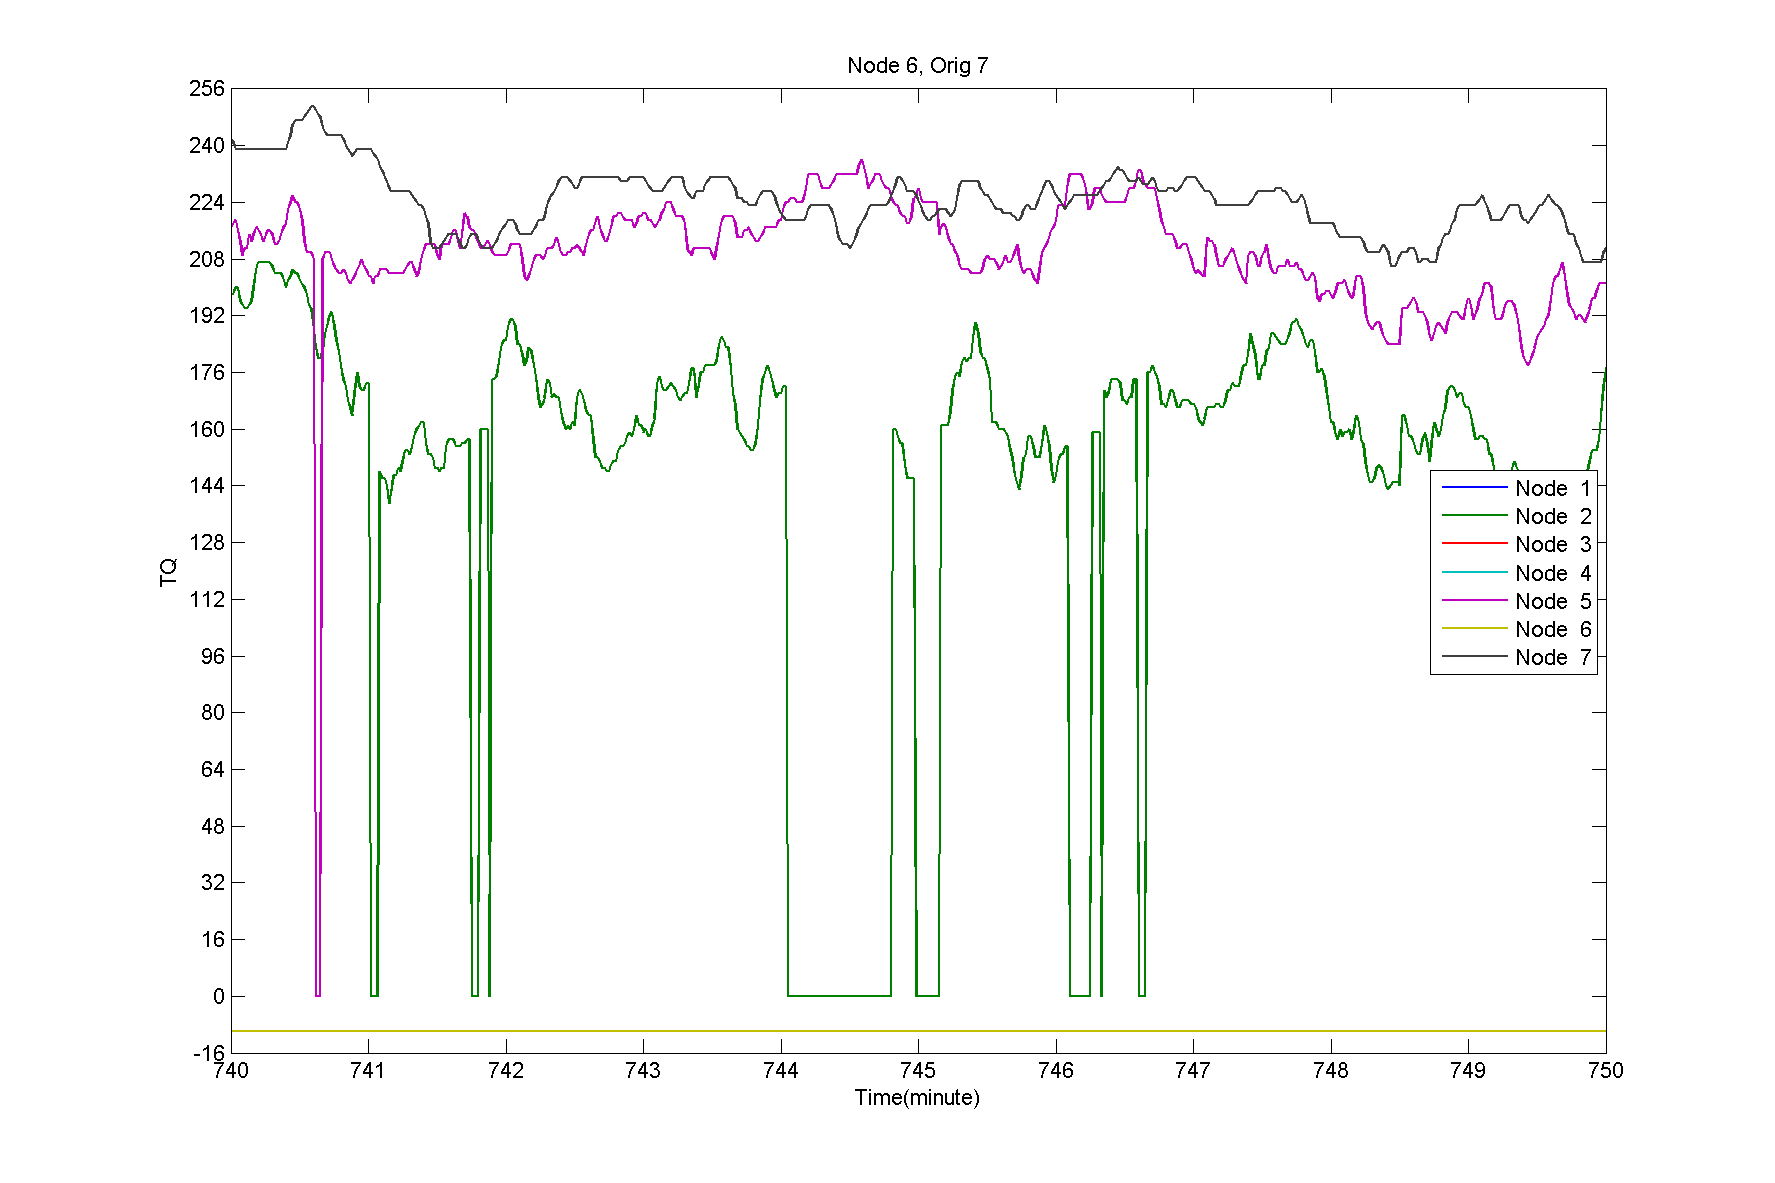 Node 6, Orig 7
256
240
224
208
192
176
160
144
128
112
96
80
64
48
32
16
0
-16
TQ
Node 1
Node 2
Node 3
Node 4
Node 5
Node 6
Node 7
740 741 742 743 744 745 746 747 748 749 750
Time(minute)